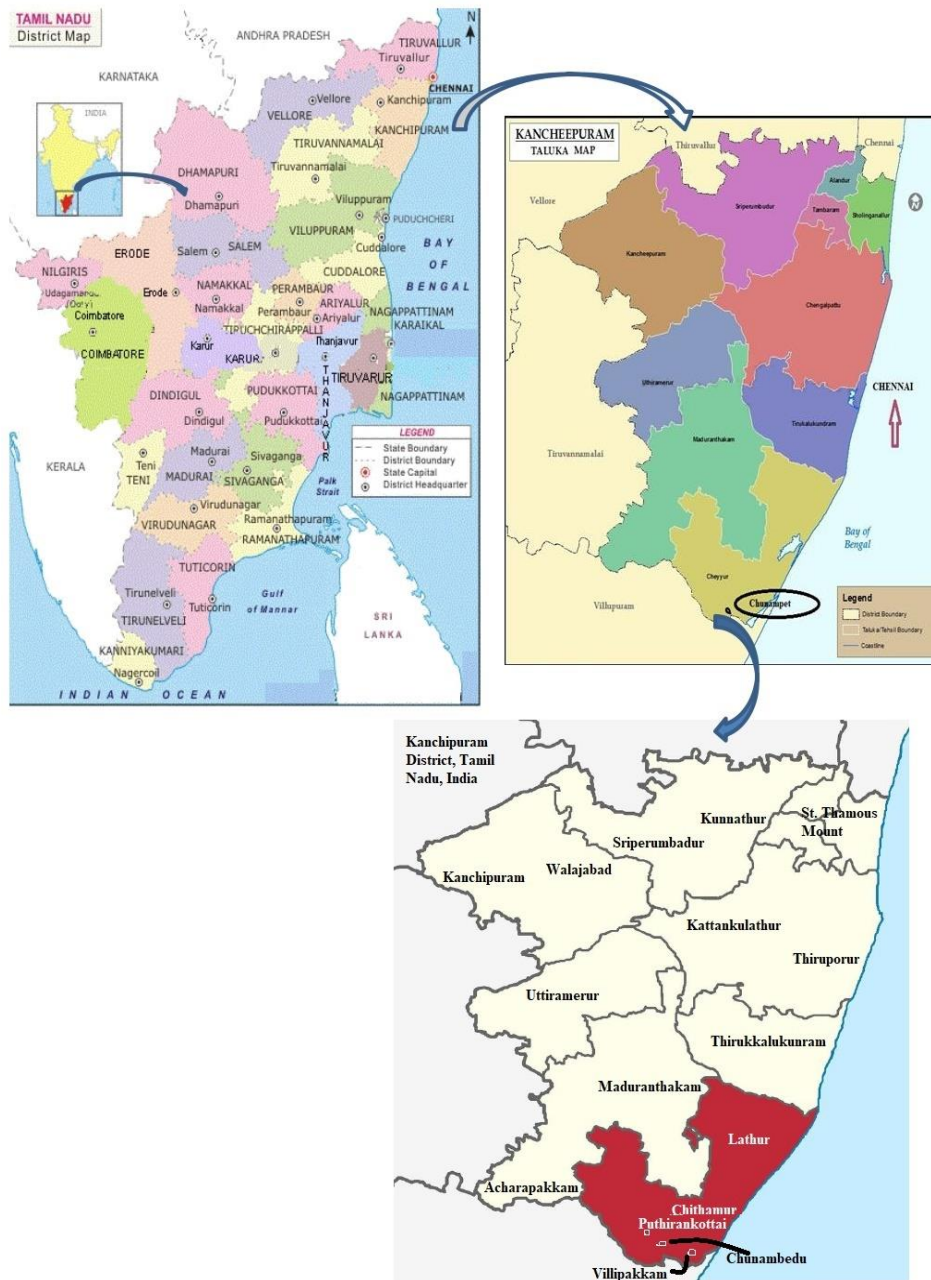 TAMIL NADU
District Map
N
ANDHRA PRADESH
KARNATAKA
INDIA
TIRUVALLUR
Tiruvallur
CHENNAI
Vellore
VELLORE
Kanchipuram
KANCHIPURAM
TIRUVANNAMALAI
Tiruvannamalai
DHAMAPURI
Dhamapuri
Viluppuram
VILUPPURAM
PUDUCHCHERI
Cuddalore
CUDDALORE
BAY
OF
BENGAL
Salem
SALEM
ERODE
Erode
NILGIRIS
Udagamandal
Coimbatore
COIMBATORE
NAMAKKAL
Namakkal
PERAMBAUR
Perambaur
ARIYALUR
Ariyalur
NAGAPPATTINAM
KARAIKAL
TIRUCHCHIRAPPALLI
Karur
KARUR
Thanjavur
THANJAVUR
TIRUVARUR
NAGAPPATTINAM
DINDIGUL
Dindigul
PUDUKKOTTAI
Pudukkottai
KERALA
Teni
TENI
Madurai
MADURAI
Sivaganga
SIVAGANGA
Palk
Strait
LEGEND
State Boundary
District Boundary
State Capital
District Headquarter
Virudunagar
VIRUDUNAGAR
Ramanathapuram
RAMANATHAPURAM
TUTICORIN
Tuticorin
Tirunelveli
TIRUNELVELI
Gulf
of Mannar
SRI
LANKA
KANNIYAKUMARI
Nagercoil
INDIAN OCEAN
KANCHEEPURAM
TALUKA MAP
Thiruvallur
Chennai
Vellore
Alandur
Sriperumbudur
Tambaram
Sholinganallur
Kancheepuram
Chengalpattu
Uthiramerur
CHENNAI
Maduranthakam
Tirukalukundram
Tiruvannamalai
Bay of
Bengal
Cheyyur
Chunampet
Villupuram
Legend
District Boundary
Taluka/Tehsil Boundary
Coastline
Kanchipuram
District, Tamil
Nadu, India
Kunnathur
St. Thamous
Mount
Sriperumbadur
Walajabad
Kanchipuram
Kattankulathur
Thiruporur
Uttiramerur
Thirukkalukunram
Maduranthakam
Lathur
Acharapakkam
Chithamur
Puthirankottai
Chunambedu
Villipakkam